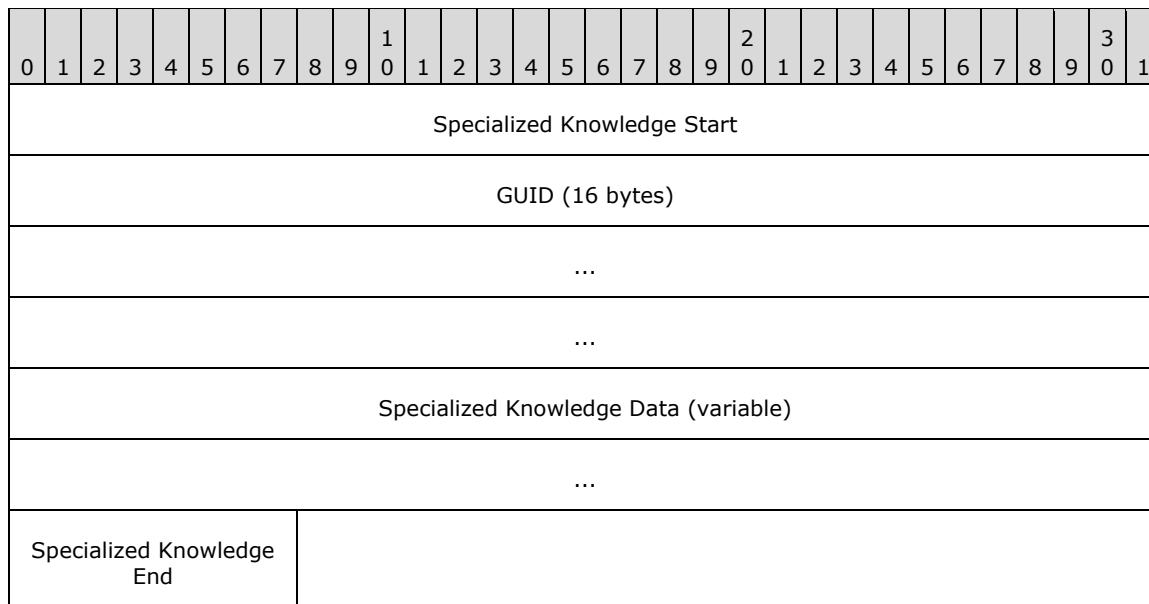 1 2 3
0 1 2 3 4 5 6 7 8 9 0 1 2 3 4 5 6 7 8 9 0 1 2 3 4 5 6 7 8 9 0 1
Specialized Knowledge Start
GUID (16 bytes)
...
...
Specialized Knowledge Data (variable)
...
Specialized Knowledge
End